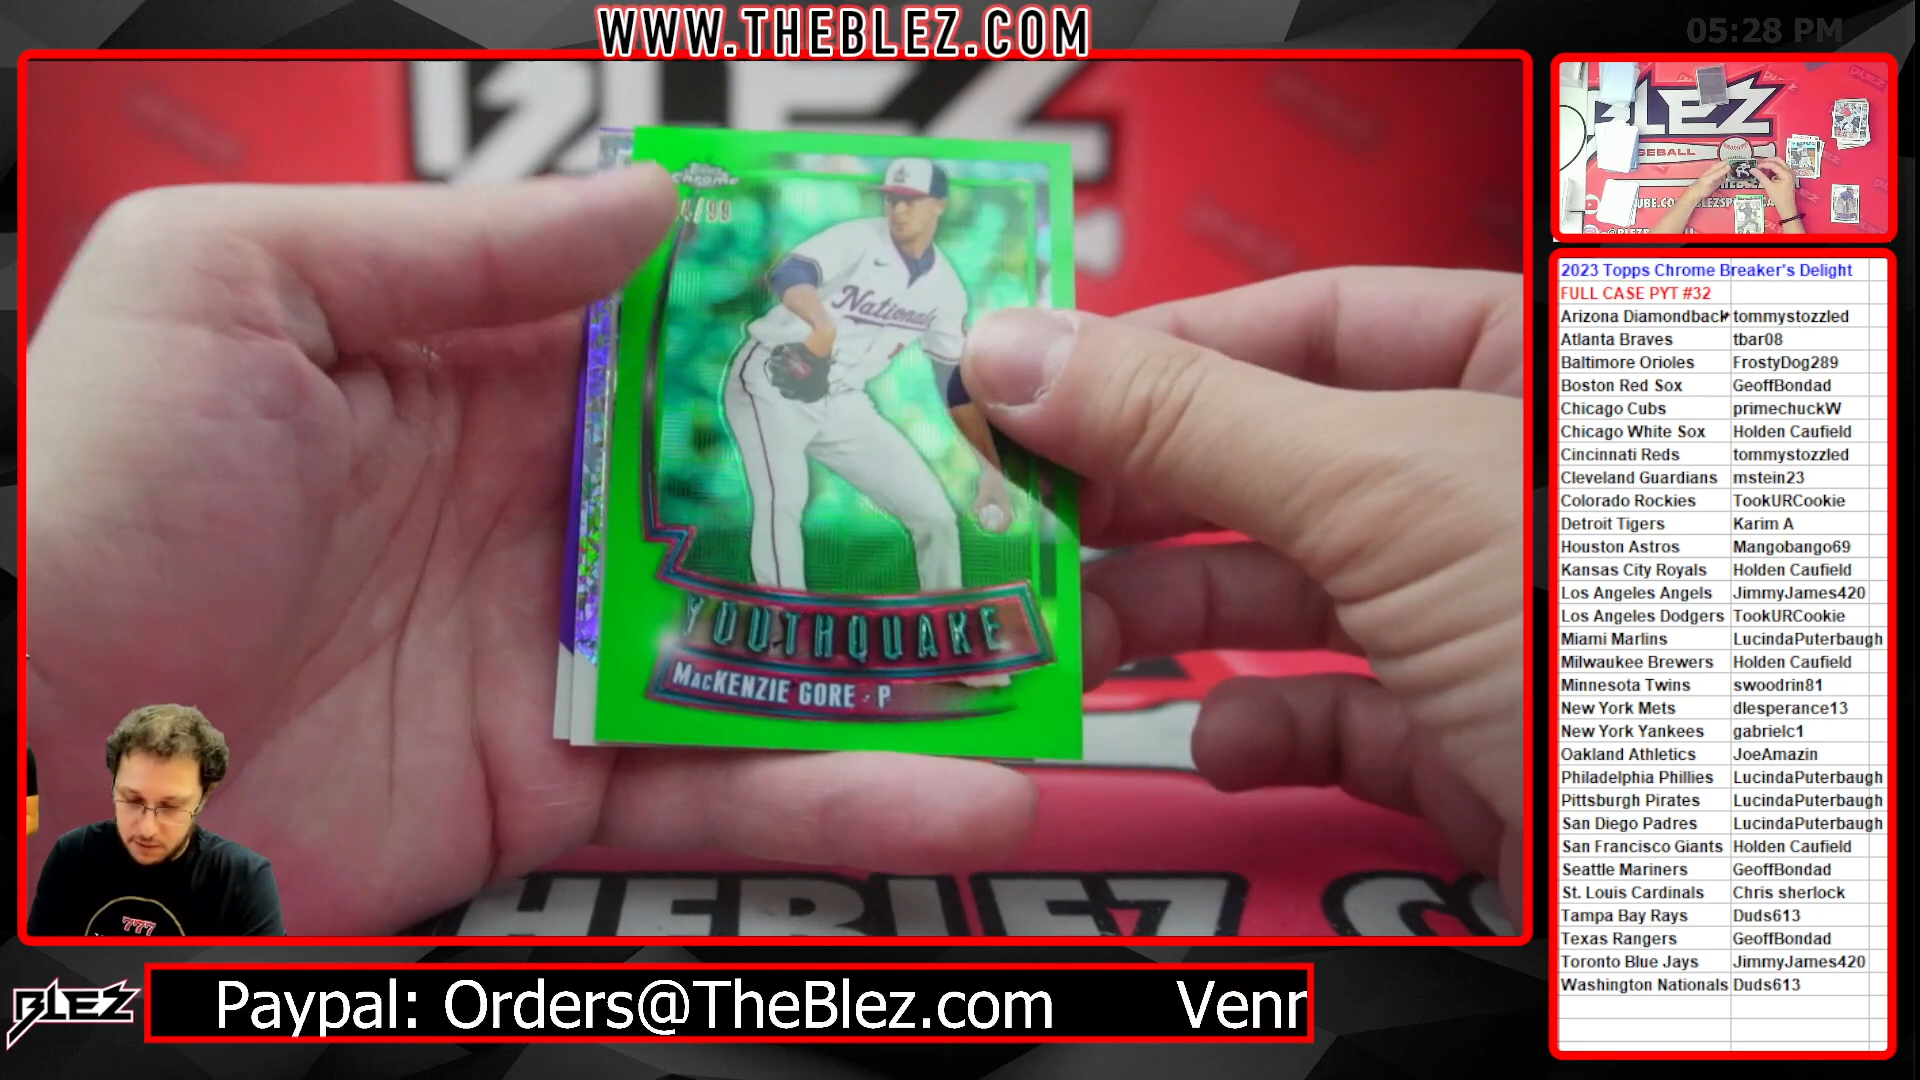 WWW.THEBLEZ.COM
05:28 PM
Chrome
4/99
Nationals
YOUTHQUAKE
MacKENZIE GORE - P
BLEZ
777
2023 Topps Chrome Breaker's Delight
FULL CASE PYT #32
Arizona Diamondback tommystozzled
Atlanta Braves tbar08
Baltimore Orioles FrostyDog289
Boston Red Sox GeoffBondad
Chicago Cubs primechuckW
Chicago White Sox Holden Caufield
Cincinnati Reds tommystozzled
Cleveland Guardians mstein23
Colorado Rockies TookURCookie
Detroit Tigers Karim A
Houston Astros Mangobango69
Kansas City Royals Holden Caufield
Los Angeles Angels JimmyJames420
Los Angeles Dodgers TookURCookie
Miami Marlins LucindaPuterbaugh
Milwaukee Brewers Holden Caufield
Minnesota Twins swoodrin81
New York Mets dlesperance13
New York Yankees gabrielc1
Oakland Athletics JoeAmazin
Philadelphia Phillies LucindaPuterbaugh
Pittsburgh Pirates LucindaPuterbaugh
San Diego Padres LucindaPuterbaugh
San Francisco Giants Holden Caufield
Seattle Mariners GeoffBondad
St. Louis Cardinals Chris sherlock
Tampa Bay Rays Duds613
Texas Rangers GeoffBondad
Toronto Blue Jays JimmyJames420
Washington Nationals Duds613
BLEZ
Paypal: Orders@TheBlez.com Venr